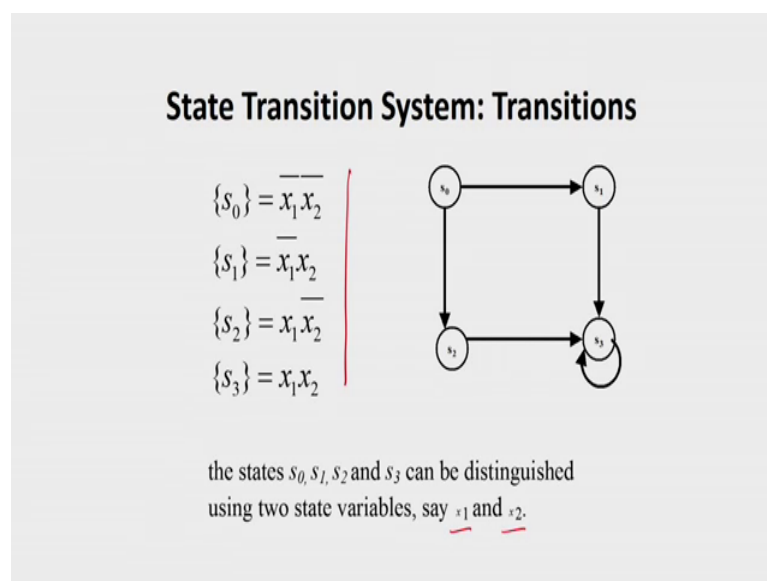 State Transition System: Transitions
{s₀} = x̅₁x̅₂
{s₁} = x̅₁x₂
{s₂} = x₁x̅₂
{s₃} = x₁x₂
s₀
s₁
s₂
s₃
the states s₀, s₁, s₂ and s₃ can be distinguished
using two state variables, say x1 and x2.